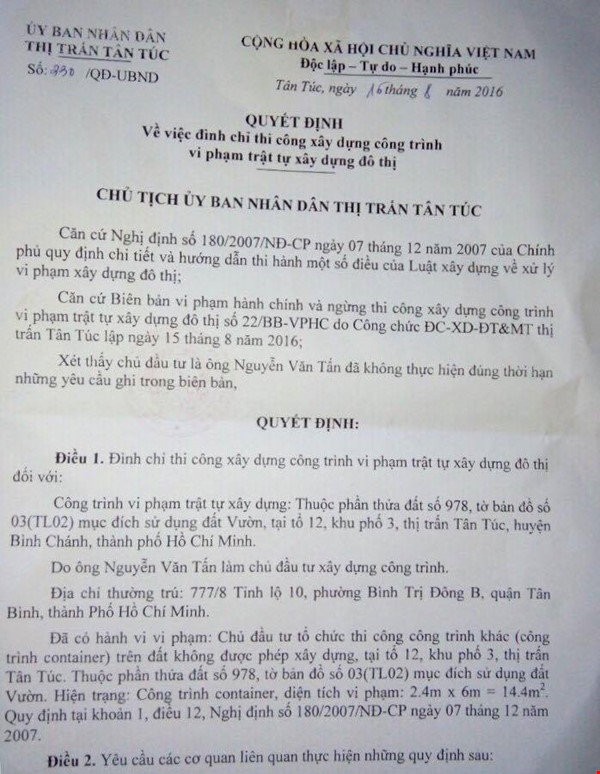 ỦY BAN NHÂN DÂN
THỊ TRẤN TÂN TÚC
Số: 730 /QĐ-UBND
CỘNG HÒA XÃ HỘI CHỦ NGHĨA VIỆT NAM
Độc lập – Tự do – Hạnh phúc
Tân Túc, ngày 16 tháng 8 năm 2016
QUYẾT ĐỊNH
Về việc đình chỉ thi công xây dựng công trình
vi phạm trật tự xây dựng đô thị
CHỦ TỊCH ỦY BAN NHÂN DÂN THỊ TRẤN TÂN TÚC
Căn cứ Nghị định số 180/2007/NĐ-CP ngày 07 tháng 12 năm 2007 của Chính
phủ quy định chi tiết và hướng dẫn thi hành một số điều của Luật xây dựng về xử lý
vi phạm xây dựng đô thị;
Căn cứ Biên bản vi phạm hành chính và ngừng thi công xây dựng công trình
vi phạm trật tự xây dựng đô thị số 22/BB-VPHC do Công chức ĐC-XD-ĐT&MT thị
trấn Tân Túc lập ngày 15 tháng 8 năm 2016;
Xét thấy chủ đầu tư là ông Nguyễn Văn Tấn đã không thực hiện đúng thời hạn
những yêu cầu ghi trong biên bản,
QUYẾT ĐỊNH:
Điều 1. Đình chỉ thi công xây dựng công trình vi phạm trật tự xây dựng đô thị
đối với:
Công trình vi phạm trật tự xây dựng: Thuộc phần thửa đất số 978, tờ bản đồ số
03(TL02) mục đích sử dụng đất Vườn, tại tổ 12, khu phố 3, thị trấn Tân Túc, huyện
Bình Chánh, thành phố Hồ Chí Minh.
Do ông Nguyễn Văn Tấn làm chủ đầu tư xây dựng công trình.
Địa chỉ thường trú: 777/8 Tỉnh lộ 10, phường Bình Trị Đông B, quận Tân
Bình, thành Phố Hồ Chí Minh.
Đã có hành vi vi phạm: Chủ đầu tư tổ chức thi công công trình khác (công
trình container) trên đất không được phép xây dựng, tại tổ 12, khu phố 3, thị trấn
Tân Túc. Thuộc phần thửa đất số 978, tờ bản đồ số 03(TL02) mục đích sử dụng đất
Vườn. Hiện trạng: Công trình container, diện tích vi phạm: 2.4m x 6m = 14.4m².
Quy định tại khoản 1, điều 12, Nghị định số 180/2007/NĐ-CP ngày 07 tháng 12 năm
2007.
Điều 2. Yêu cầu các cơ quan liên quan thực hiện những quy định sau: